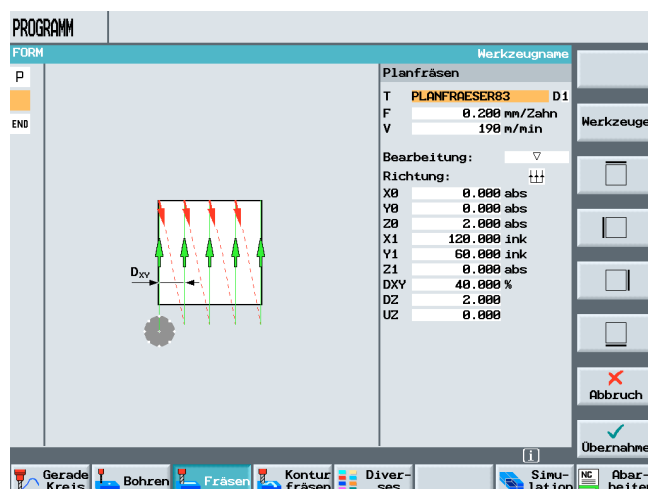 PROGRAMM
FORM
Werkzeugname
P
END
Planfräsen
T PLANFRAESER83 D1
F 0.200 mm/Zahn
V 190 m/min
Bearbeitung: ▽
Richtung:
X0 0.000 abs
Y0 0.000 abs
Z0 2.000 abs
X1 120.000 ink
Y1 60.000 ink
Z1 0.000 abs
DXY 40.000 %
DZ 2.000
UZ 0.000
DXY
Werkzeuge
Abbruch
Übernahme
i
Gerade Kreis
Bohren
Fräsen
Kontur fräsen
Diver- ses
Simu- lation
NC Abar- beiten